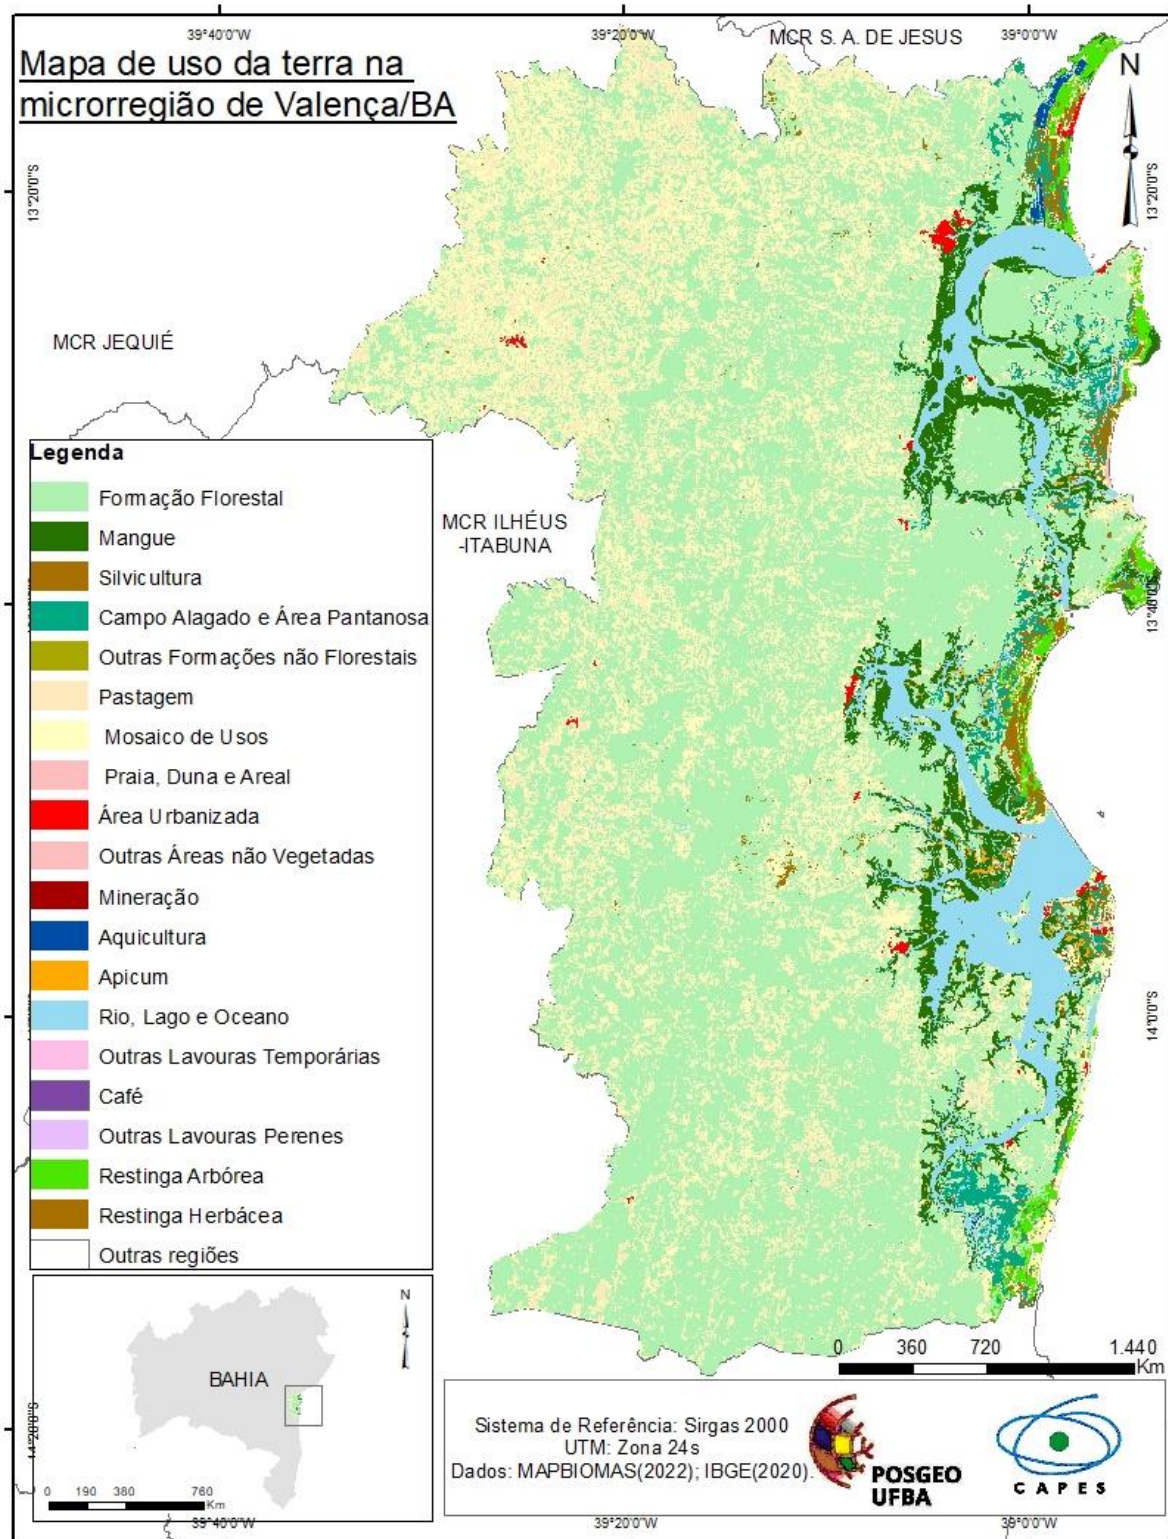 39°40'0"W
39°20'0"W
39°0'0"W
MCR S. A. DE JESUS
Mapa de uso da terra na
microrregião de Valença/BA
N
13°20'0"S
13°20'0"S
MCR JEQUIÉ
MCR ILHÉUS
-ITABUNA
Legenda
Formação Florestal
Mangue
Silvicultura
Campo Alagado e Área Pantanosa
Outras Formações não Florestais
Pastagem
Mosaico de Usos
Praia, Duna e Areal
Área Urbanizada
Outras Áreas não Vegetadas
Mineração
Aquicultura
Apicum
Rio, Lago e Oceano
Outras Lavouras Temporárias
Café
Outras Lavouras Perenes
Restinga Arbórea
Restinga Herbácea
Outras regiões
13°40'0"S
14°0'0"S
N
BAHIA
0 190 380 760
Km
0 360 720 1.440
Km
Sistema de Referência: Sirgas 2000
UTM: Zona 24s
Dados: MAPBIOMAS(2022); IBGE(2020).
POSGEO
UFBA
CAPES
39°40'0"W
39°20'0"W
39°0'0"W